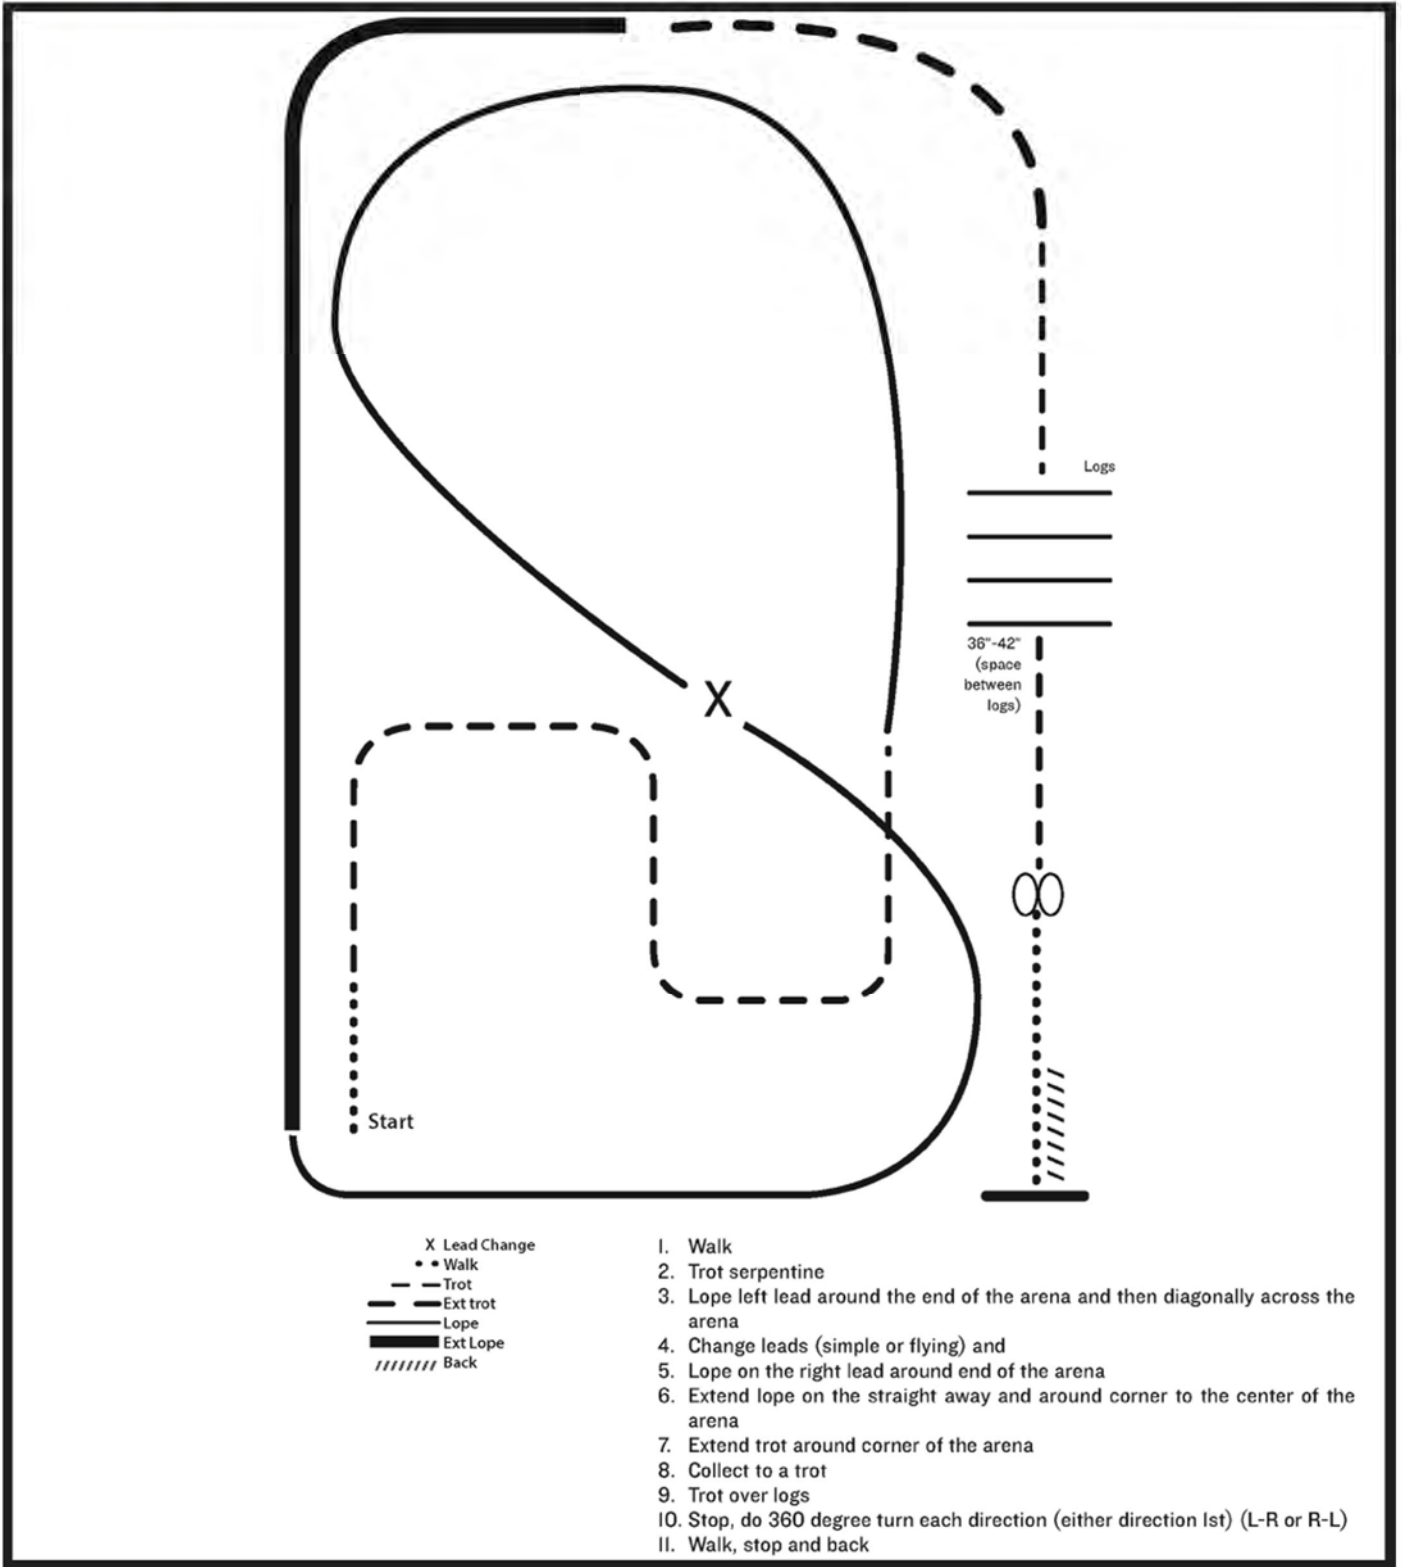 Logs
36"-42"
(space
between
logs)
X
Start
X Lead Change
Walk
Trot
Ext trot
Lope
Ext Lope
Back
1. Walk
2. Trot serpentine
3. Lope left lead around the end of the arena and then diagonally across the
arena
4. Change leads (simple or flying) and
5. Lope on the right lead around end of the arena
6. Extend lope on the straight away and around corner to the center of the
arena
7. Extend trot around corner of the arena
8. Collect to a trot
9. Trot over logs
10. Stop, do 360 degree turn each direction (either direction 1st) (L-R or R-L)
11. Walk, stop and back